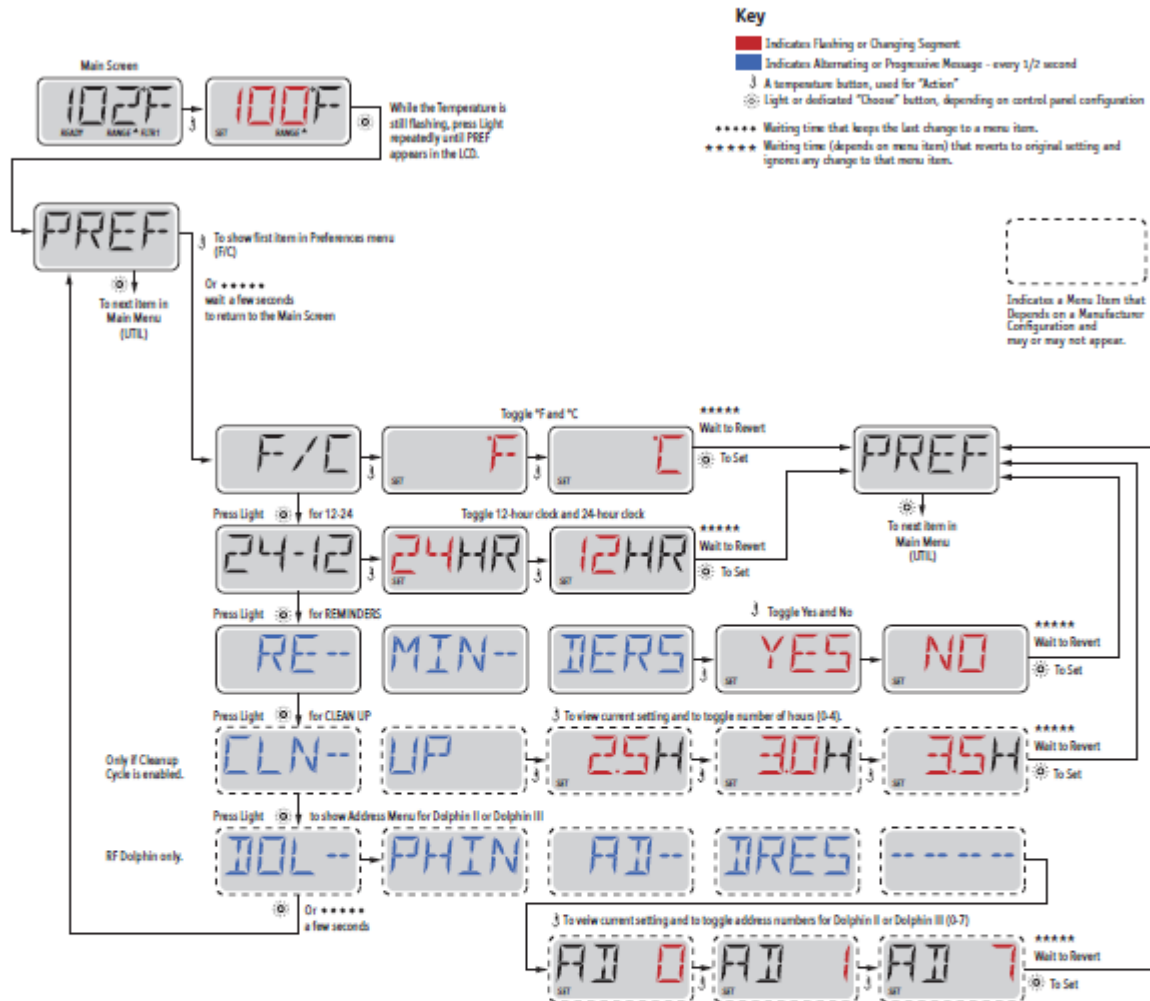 Key
Indicates Flashing or Changing Segment
Indicates Alternating or Progressive Message - every 1/2 second
A temperature button, used for "Action"
Light or dedicated "Choose" button, depending on control panel configuration
***** Waiting time that keeps the last change to a menu item.
***** Waiting time (depends on menu item) that reverts to original setting and
ignores any change to that menu item.
Main Screen
102°F
READY RANGE FLTR1
100°F
SET RANGE
While the Temperature is
still flashing, press Light
repeatedly until PREF
appears in the LCD.
PREF
To show first item in Preferences menu
(F/C)
Or *****
wait a few seconds
to return to the Main Screen
To next item in
Main Menu
(UTIL)
Indicates a Menu Item that
Depends on a Manufacturer
Configuration and
may or may not appear.
Toggle °F and °C
F/C
°F
SET
°C
SET
*****
Wait to Revert
To Set
PREF
To next item in
Main Menu
(UTIL)
Press Light for 12-24
Toggle 12-hour clock and 24-hour clock
24-12
24HR
SET
12HR
SET
*****
Wait to Revert
To Set
Press Light for REMINDERS
Toggle Yes and No
RE--
MIN--
DERS
YES
SET
NO
SET
*****
Wait to Revert
To Set
Press Light for CLEAN UP
To view current setting and to toggle number of hours (0-4).
Only if Cleanup
Cycle is enabled.
CLN--
UP
2.5H
SET
3.0H
SET
3.5H
SET
*****
Wait to Revert
To Set
Press Light to show Address Menu for Dolphin II or Dolphin III
RF Dolphin only.
DOL--
PHIN
AD--
DRES
-- -- -- --
Or *****
a few seconds
To veiw current setting and to toggle address numbers for Dolphin II or Dolphin III (0-7)
AD 0
SET
AD 1
SET
AD 7
SET
*****
Wait to Revert
To Set